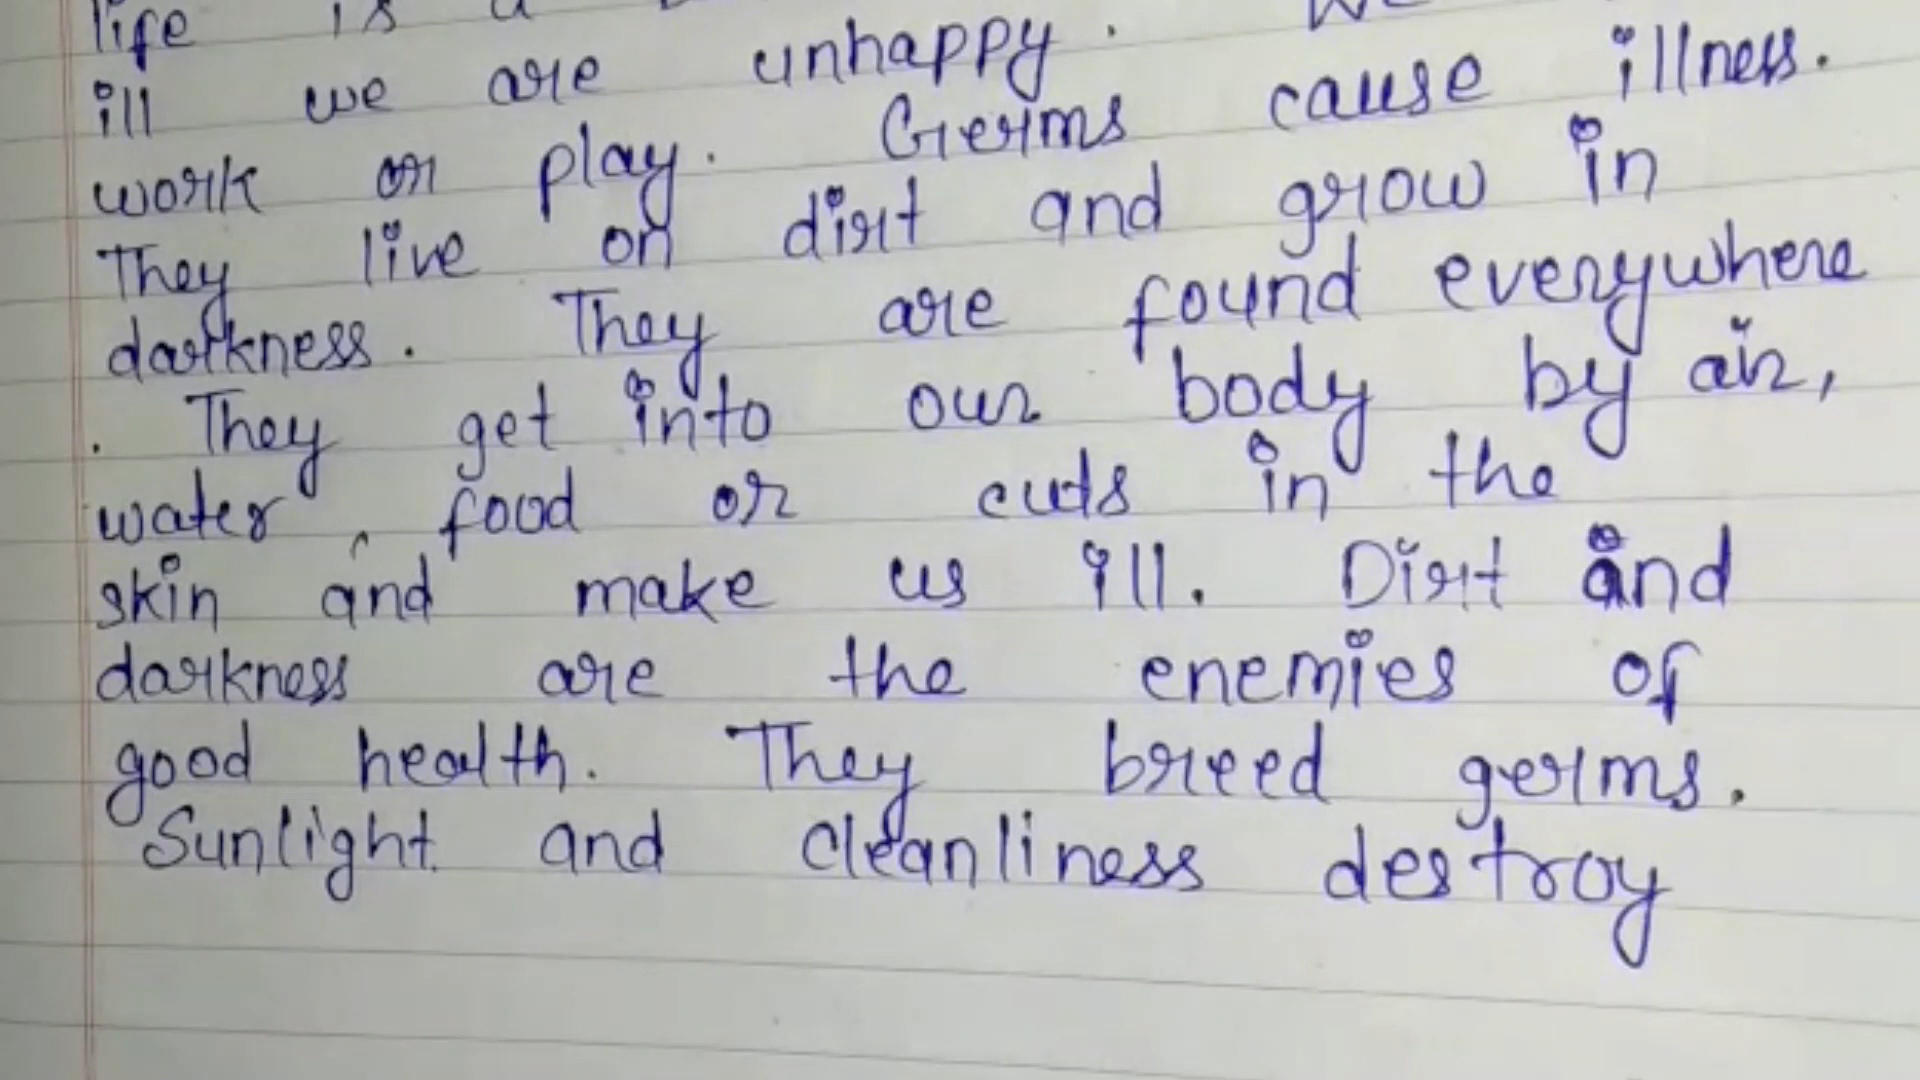 life is a
ill we are unhappy.
work or play. Germs cause illness.
They live on dirt and grow in
darkness. They are found everywhere
. They get into our body by air,
water, food or cuts in the
skin and make us ill. Dirt and
darkness are the enemies of
good health. They breed germs.
Sunlight and cleanliness destroy